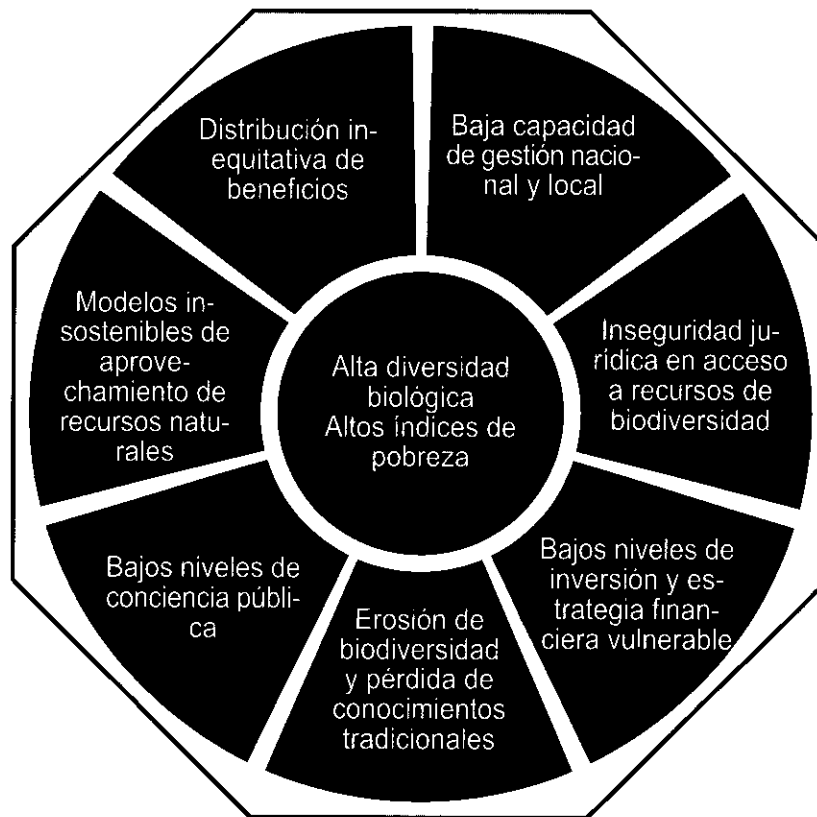 Distribución in-
equitativa de
beneficios
Baja capacidad
de gestión nacio-
nal y local
Modelos in-
sostenibles de
aprove-
chamiento de
recursos natu-
rales
Alta diversidad
biológica
Altos índices de
pobreza
Inseguridad ju-
rídica en acceso
a recursos de
biodiversidad
Bajos niveles de
conciencia públi-
ca
Erosión de
biodiversidad
y pérdida de
conocimientos
tradicionales
Bajos niveles de
inversión y es-
trategia finan-
ciera vulnerable